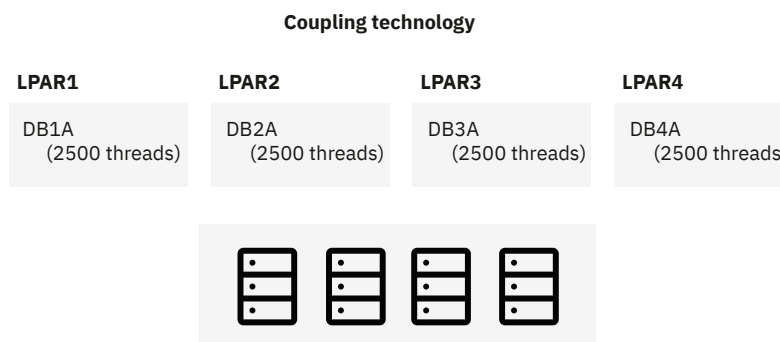 Coupling technology
LPAR1
LPAR2
LPAR3
LPAR4
DB1A
(2500 threads)
DB2A
(2500 threads)
DB3A
(2500 threads)
DB4A
(2500 threads